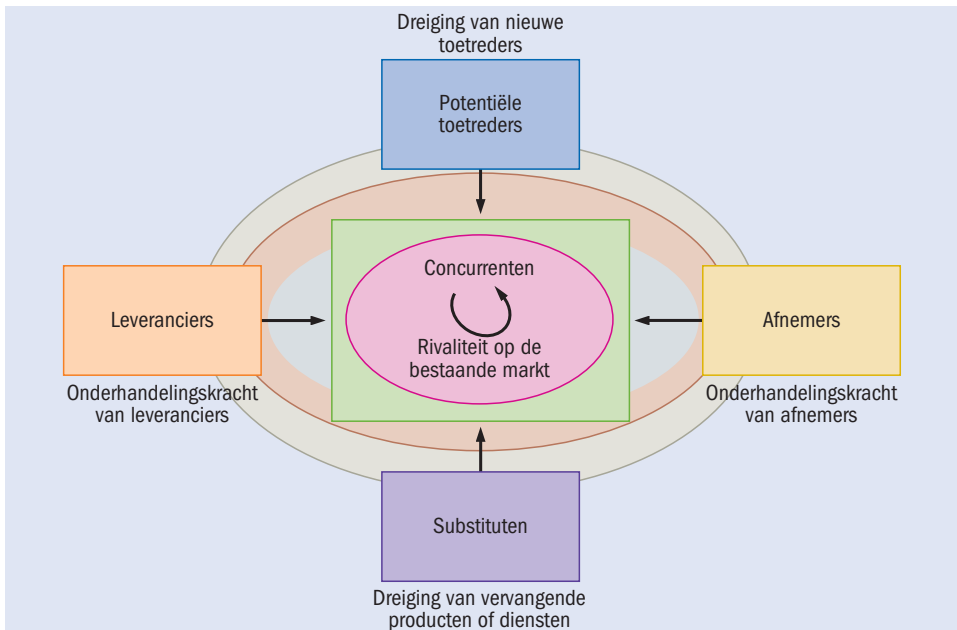 Dreiging van nieuwe
toetreders
Potentiële
toetreders
Concurrenten
Rivaliteit op de
bestaande markt
Leveranciers
Onderhandelingskracht
van leveranciers
Afnemers
Onderhandelingskracht
van afnemers
Substituten
Dreiging van vervangende
producten of diensten